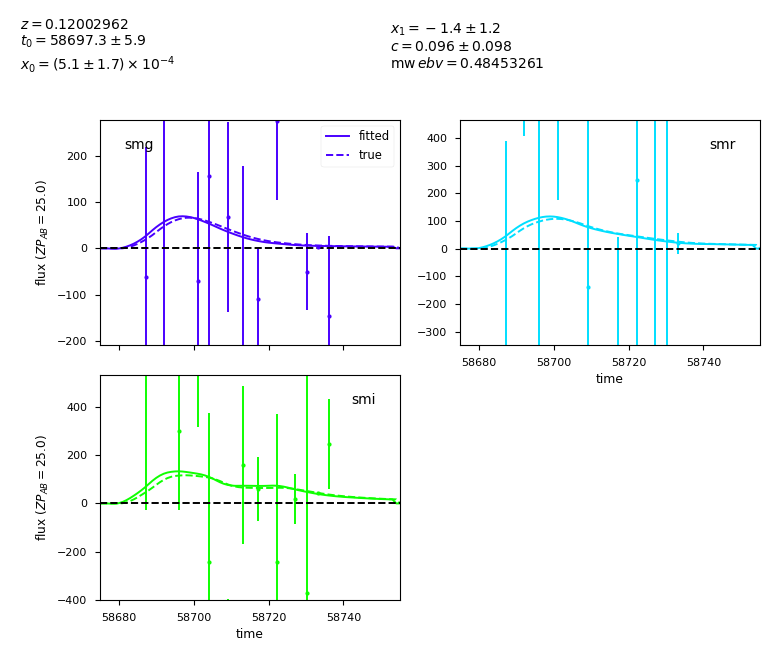 z = 0.12002962
t₀ = 58697.3 ± 5.9
x₀ = (5.1 ± 1.7) × 10⁻⁴
x₁ = −1.4 ± 1.2
c = 0.096 ± 0.098
mw ebv = 0.48453261
smg
fitted
true
200
100
0
−100
−200
flux (ZP_AB = 25.0)
smr
400
300
200
100
0
−100
−200
−300
58680 58700 58720 58740
time
smi
400
200
0
−200
−400
flux (ZP_AB = 25.0)
58680 58700 58720 58740
time